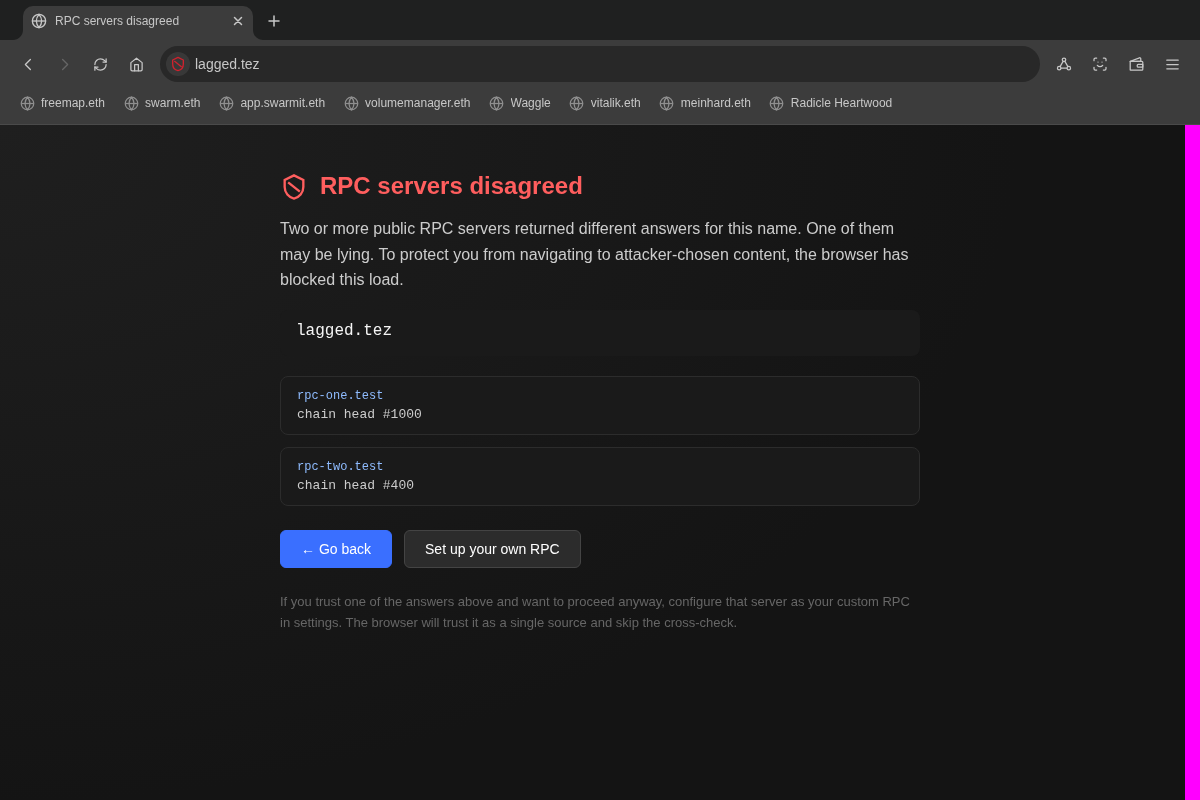 RPC servers disagreed
lagged.tez
freemap.eth
swarm.eth
app.swarmit.eth
volumemanager.eth
Waggle
vitalik.eth
meinhard.eth
Radicle Heartwood
RPC servers disagreed
Two or more public RPC servers returned different answers for this name. One of them
may be lying. To protect you from navigating to attacker-chosen content, the browser has
blocked this load.
lagged.tez
rpc-one.test
chain head #1000
rpc-two.test
chain head #400
← Go back
Set up your own RPC
If you trust one of the answers above and want to proceed anyway, configure that server as your custom RPC
in settings. The browser will trust it as a single source and skip the cross-check.